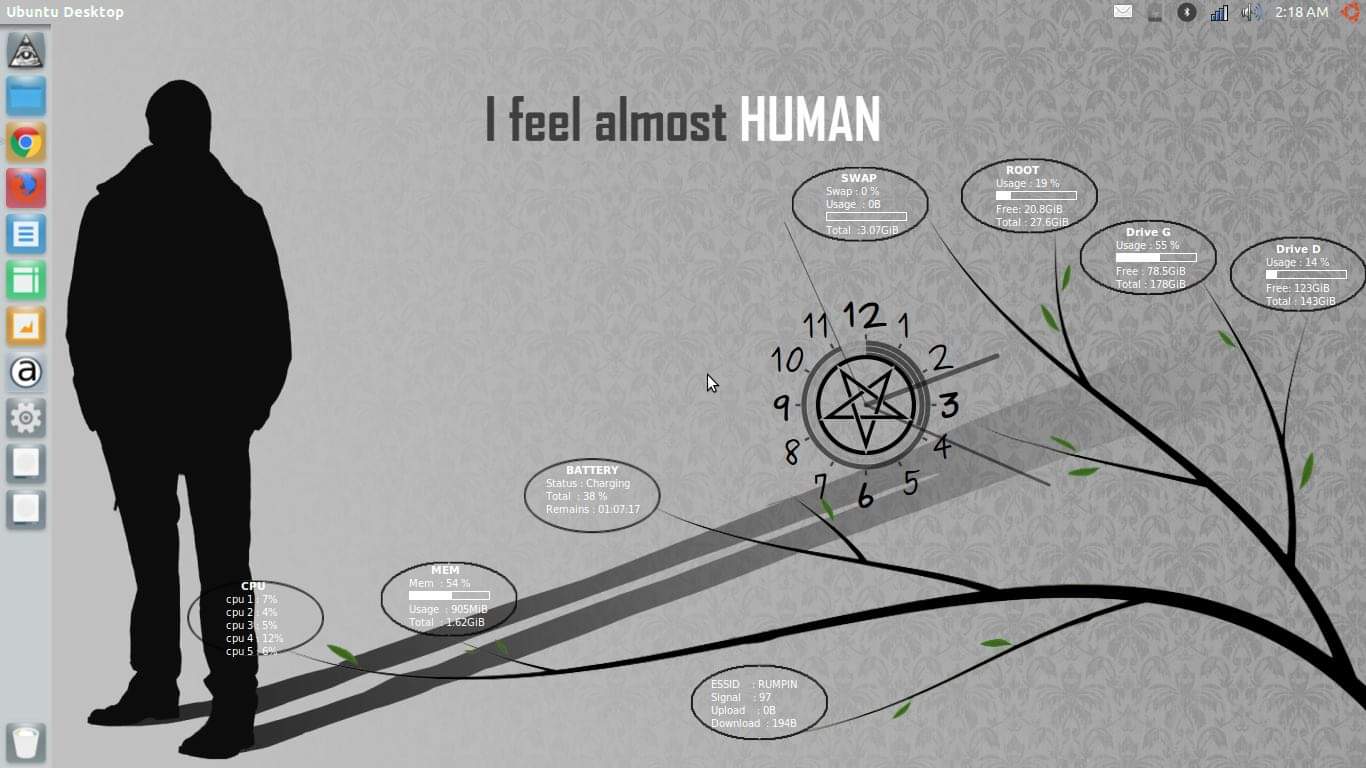 Ubuntu Desktop
2:18 AM
I feel almost HUMAN
SWAP
Swap : 0 %
Usage : 0B
Total :3.07GiB
ROOT
Usage : 19 %
Free: 20.8GiB
Total : 27.6GiB
Drive G
Usage : 55 %
Free : 78.5GiB
Total : 178GiB
Drive D
Usage : 14 %
Free: 123GiB
Total : 143GiB
12
1
2
3
4
5
6
7
8
9
10
11
a
BATTERY
Status : Charging
Total : 38 %
Remains : 01:07:17
MEM
Mem : 54 %
Usage : 905MiB
Total : 1.62GiB
CPU
cpu 1 : 7%
cpu 2 : 4%
cpu 3 : 5%
cpu 4 : 12%
cpu 5 : 6%
ESSID : RUMPIN
Signal : 97
Upload : 0B
Download : 194B